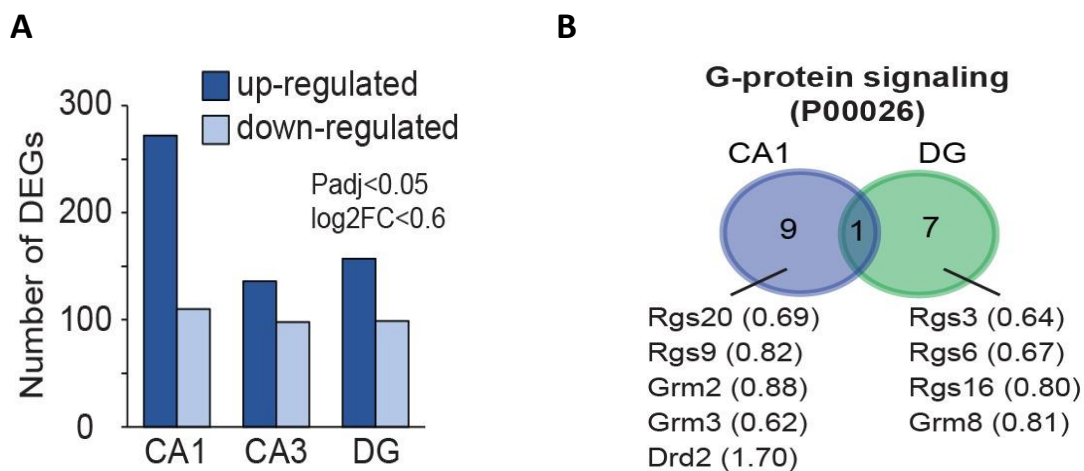 A
up-regulated
down-regulated
Padj<0.05
log2FC<0.6
Number of DEGs
300
200
100
0
CA1 CA3 DG
B
G-protein signaling
(P00026)
CA1 DG
9 1 7
Rgs20 (0.69)
Rgs9 (0.82)
Grm2 (0.88)
Grm3 (0.62)
Drd2 (1.70)
Rgs3 (0.64)
Rgs6 (0.67)
Rgs16 (0.80)
Grm8 (0.81)